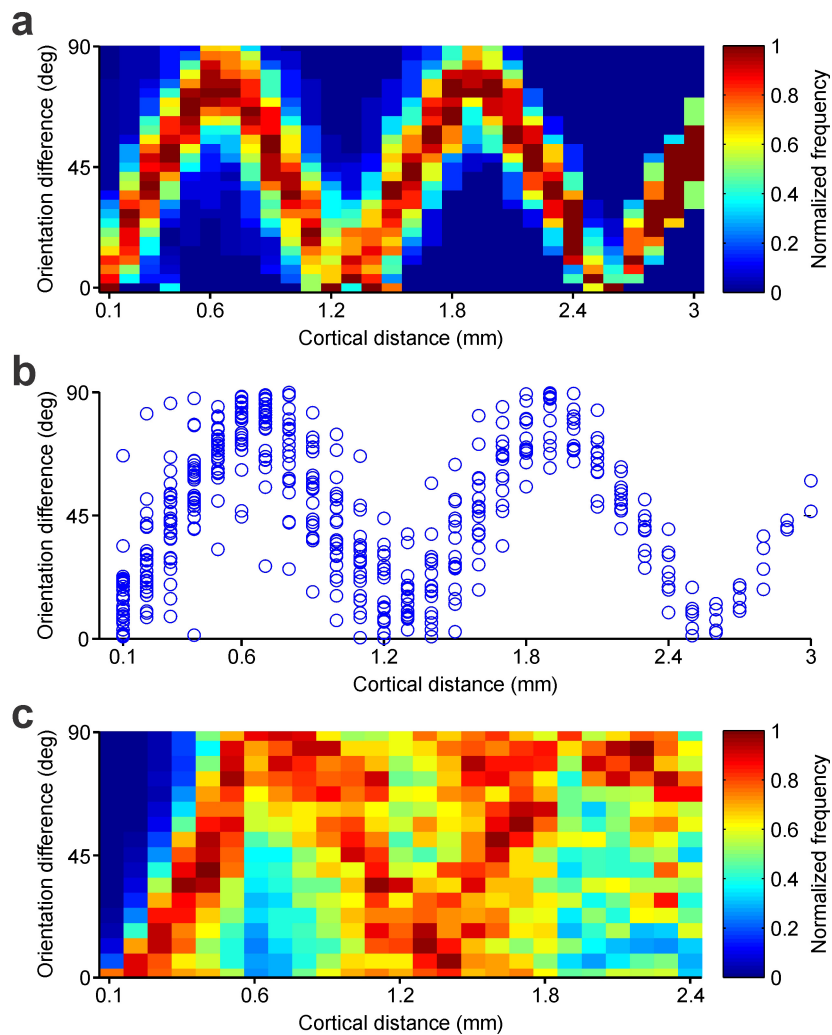 a
90
45
0
Orientation difference (deg)
0.1 0.6 1.2 1.8 2.4 3
Cortical distance (mm)
1
0.8
0.6
0.4
0.2
0
Normalized frequency
b
90
45
0
Orientation difference (deg)
0.1 0.6 1.2 1.8 2.4 3
Cortical distance (mm)
c
90
45
0
Orientation difference (deg)
0.1 0.6 1.2 1.8 2.4
Cortical distance (mm)
1
0.8
0.6
0.4
0.2
0
Normalized frequency